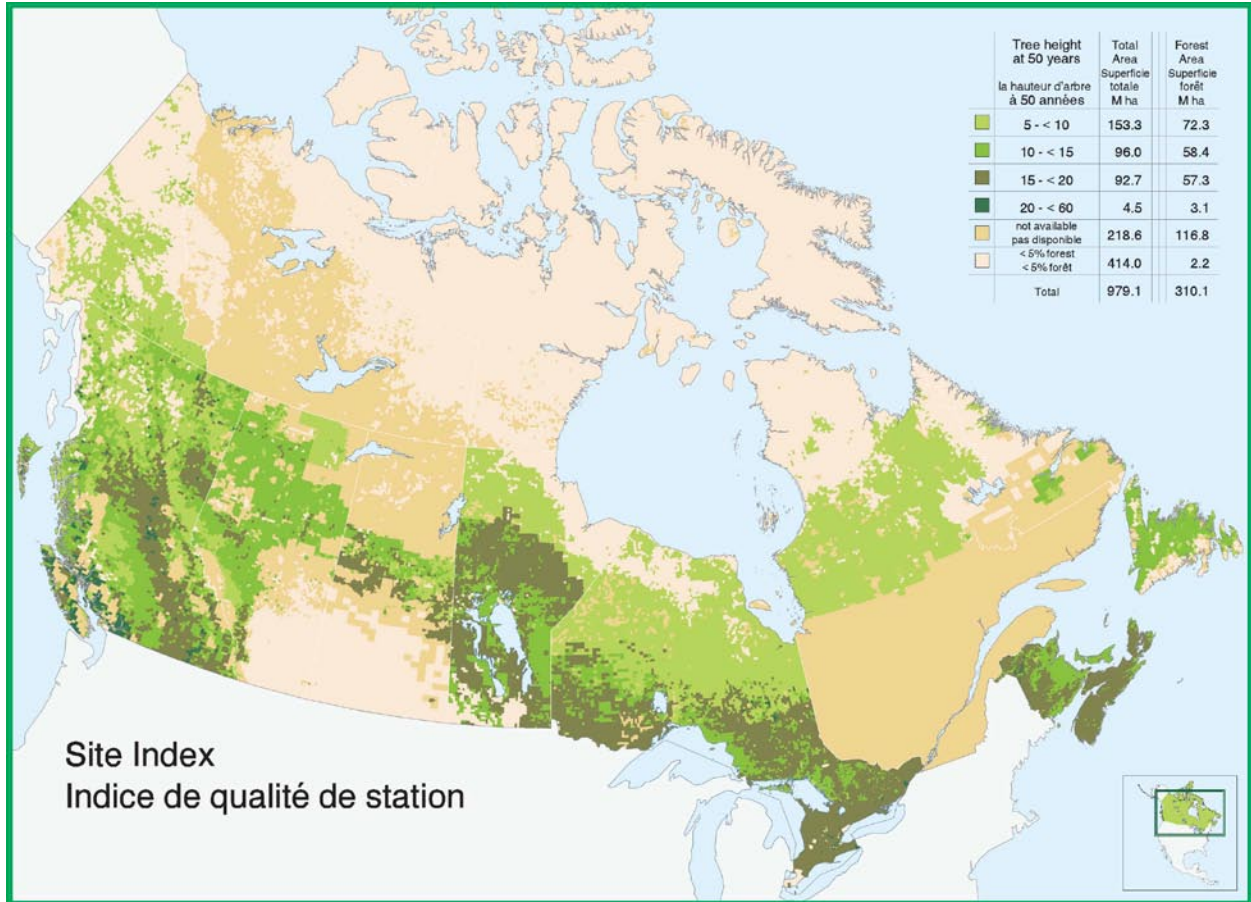 Tree height
at 50 years
la hauteur d'arbre
à 50 années
Total
Area
Superficie
totale
M ha
Forest
Area
Superficie
forêt
M ha
5 - < 10 153.3 72.3
10 - < 15 96.0 58.4
15 - < 20 92.7 57.3
20 - < 60 4.5 3.1
not available
pas disponible 218.6 116.8
< 5% forest
< 5% forêt 414.0 2.2
Total 979.1 310.1
Site Index
Indice de qualité de station